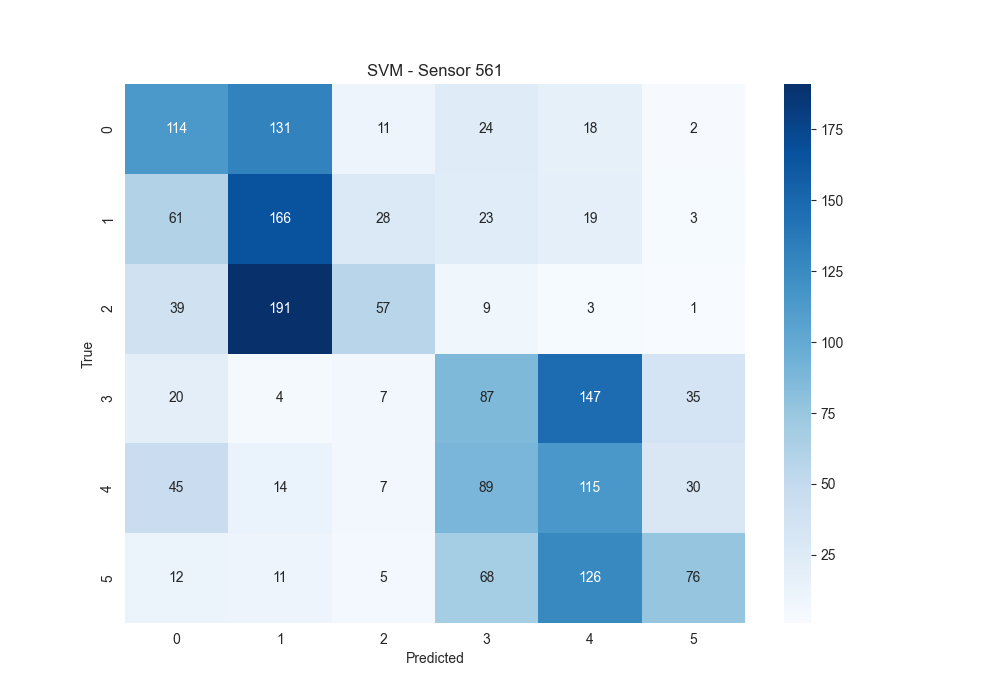 SVM - Sensor 561
0 114 131 11 24 18 2
1 61 166 28 23 19 3
2 39 191 57 9 3 1
3 20 4 7 87 147 35
4 45 14 7 89 115 30
5 12 11 5 68 126 76
0 1 2 3 4 5
Predicted
True
175
150
125
100
75
50
25